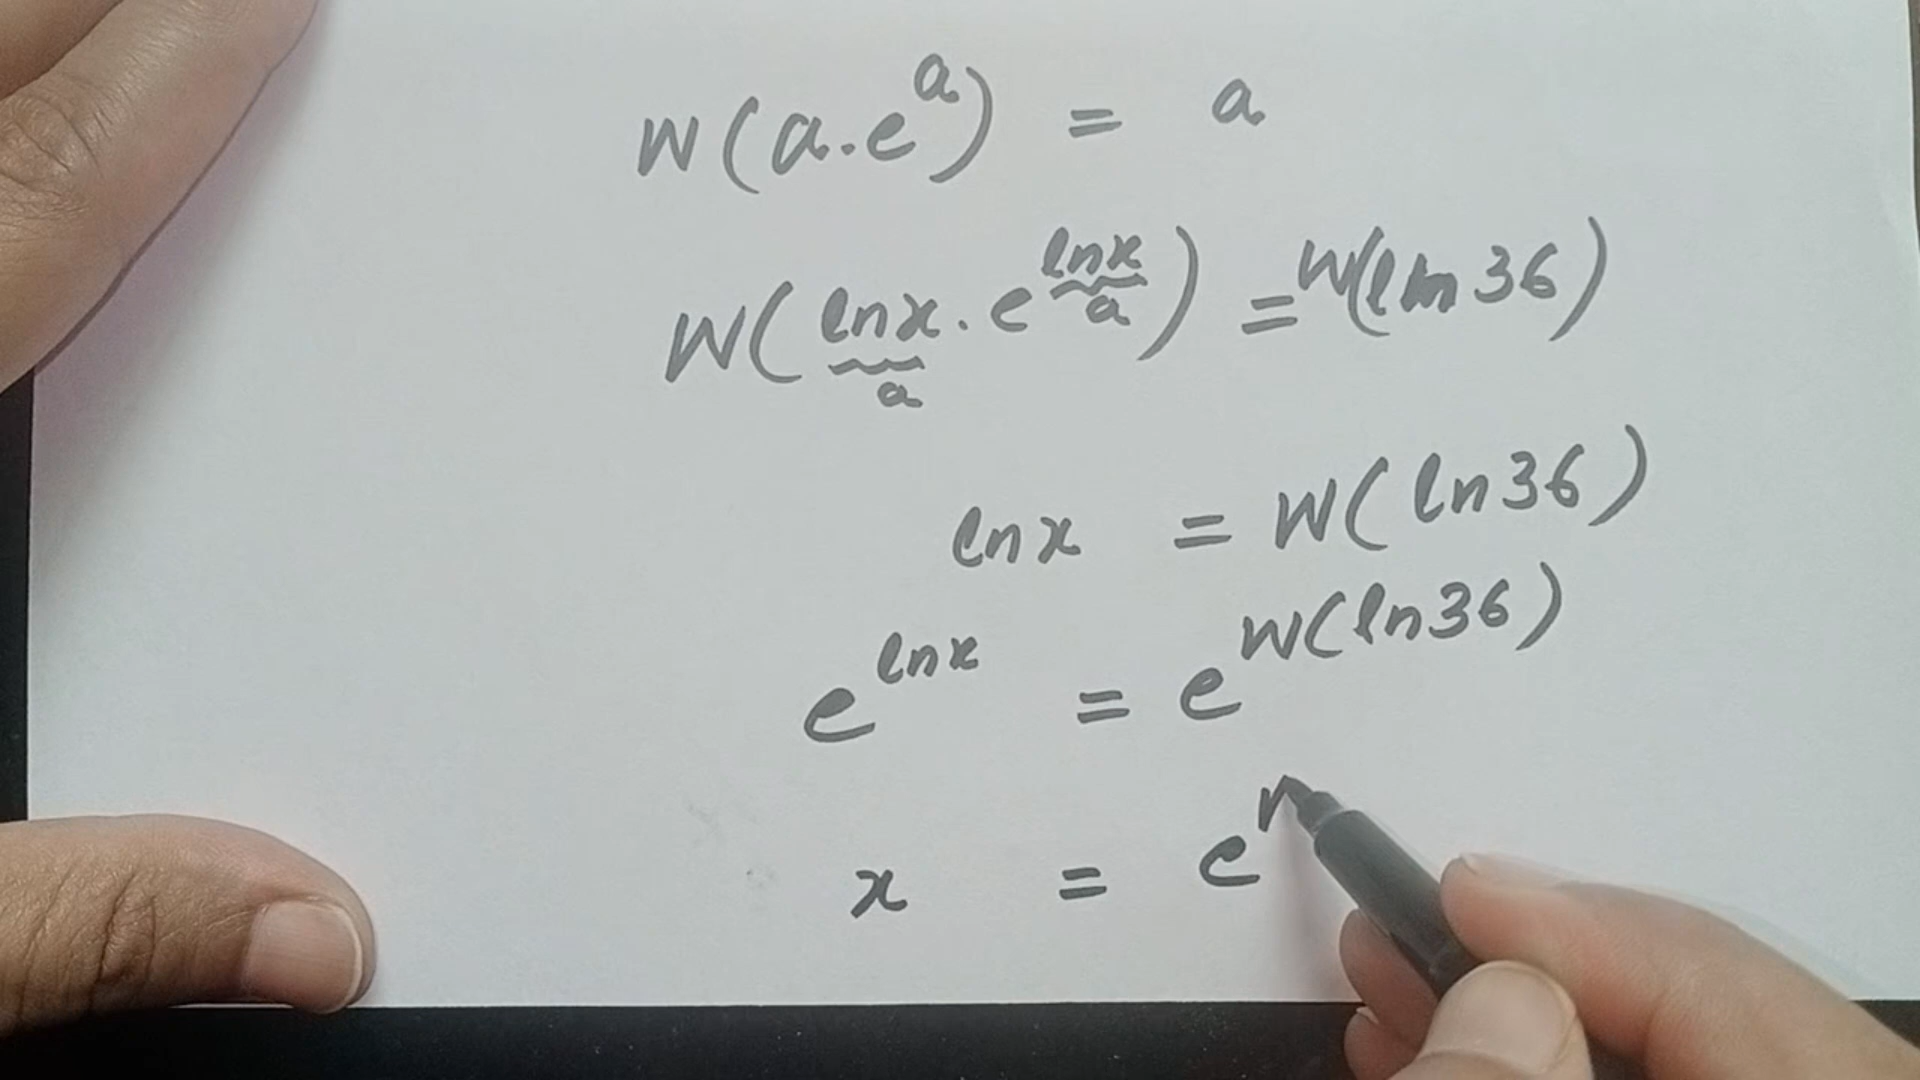 W(a.e^a) = a
W(lnx.e^lnx) = W(ln36)
a a
lnx = W(ln36)
e^lnx = e^W(ln36)
x = e